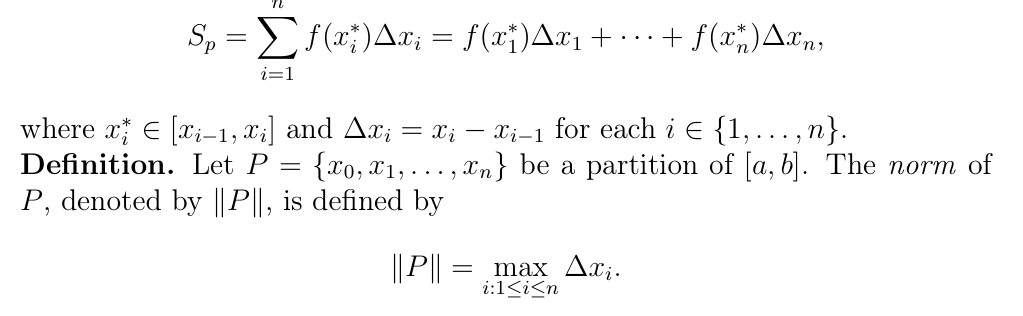 $$S_p = \sum_{i=1}^{n} f(x_i^*)\Delta x_i = f(x_1^*)\Delta x_1 + \cdots + f(x_n^*)\Delta x_n,$$
where $x_i^* \in [x_{i-1}, x_i]$ and $\Delta x_i = x_i - x_{i-1}$ for each $i \in \{1, \ldots, n\}$.
**Definition.** Let $P = \{x_0, x_1, \ldots, x_n\}$ be a partition of $[a, b]$. The *norm* of
$P$, denoted by $\|P\|$, is defined by
$$\|P\| = \max_{i:1 \leq i \leq n} \Delta x_i.$$